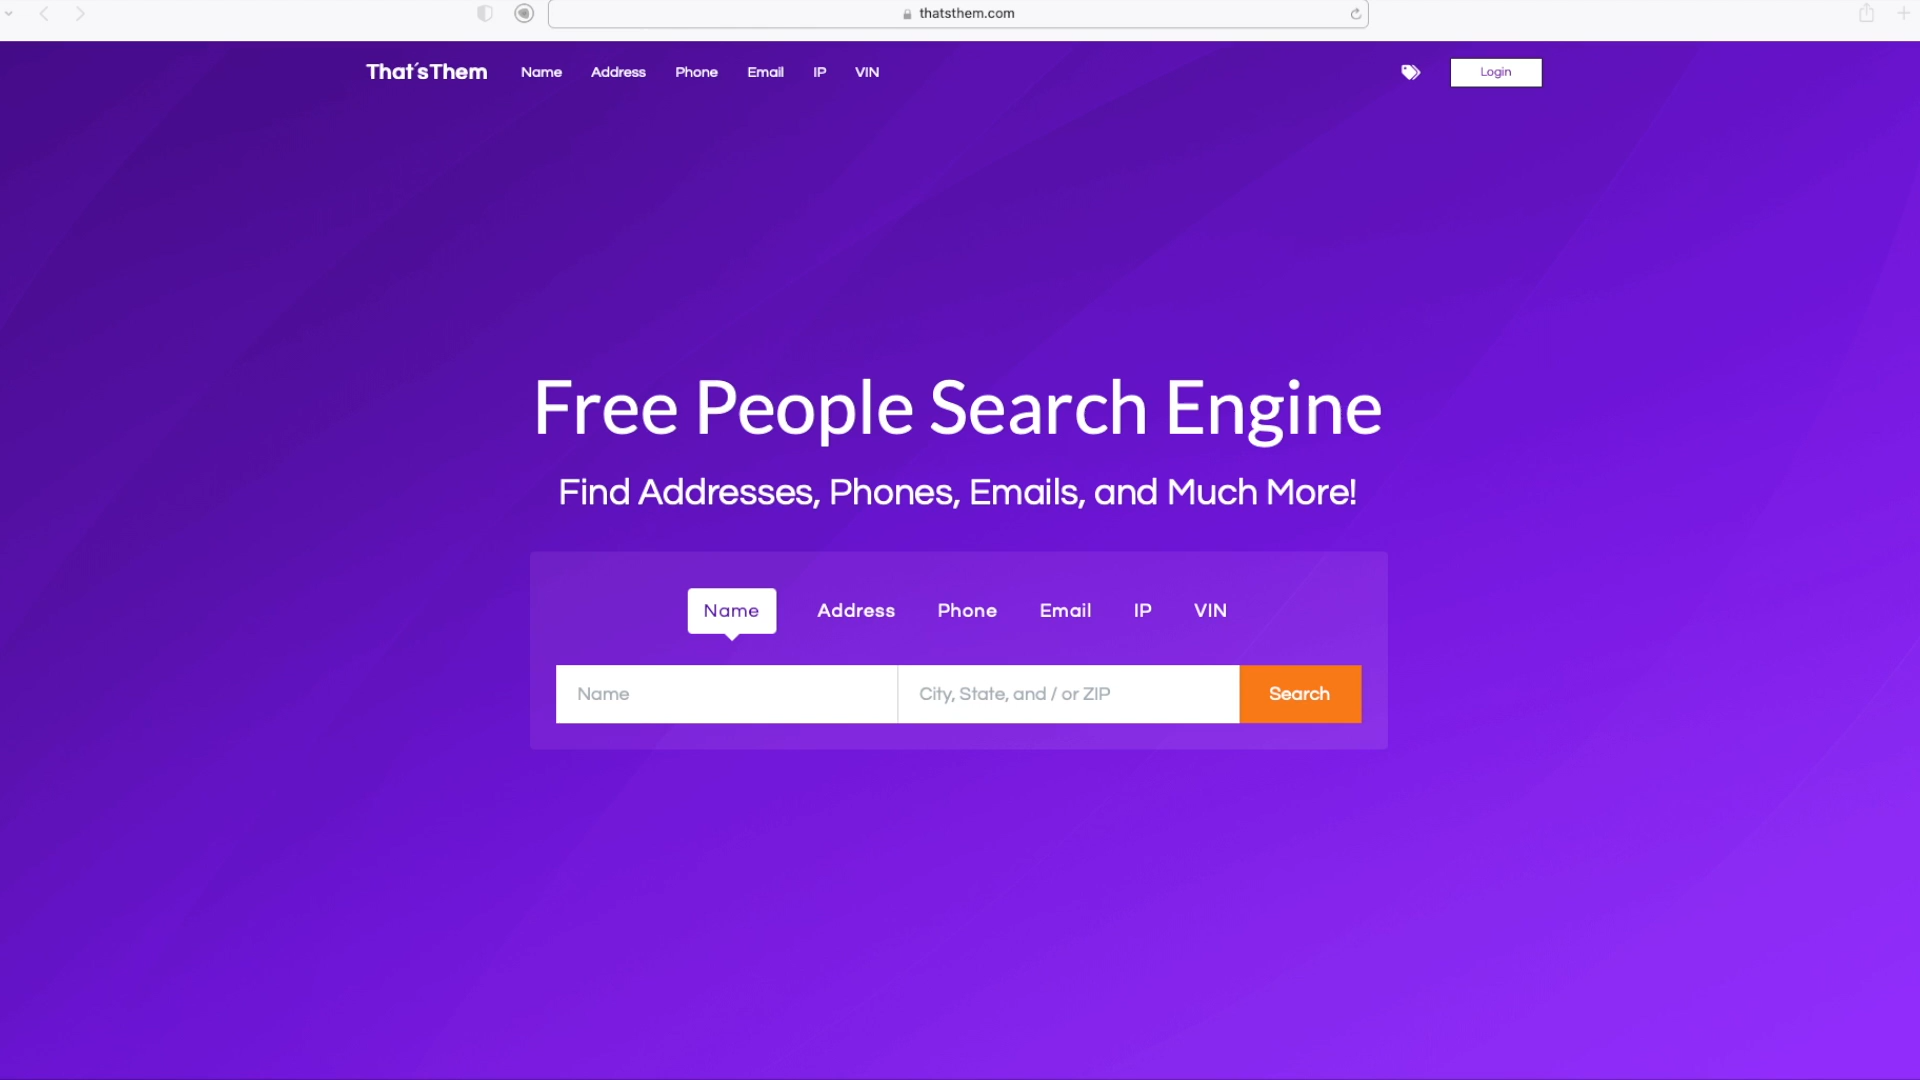 thatsthem.com
That'sThem Name Address Phone Email IP VIN Login
Free People Search Engine
Find Addresses, Phones, Emails, and Much More!
Name Address Phone Email IP VIN
Name City, State, and / or ZIP Search